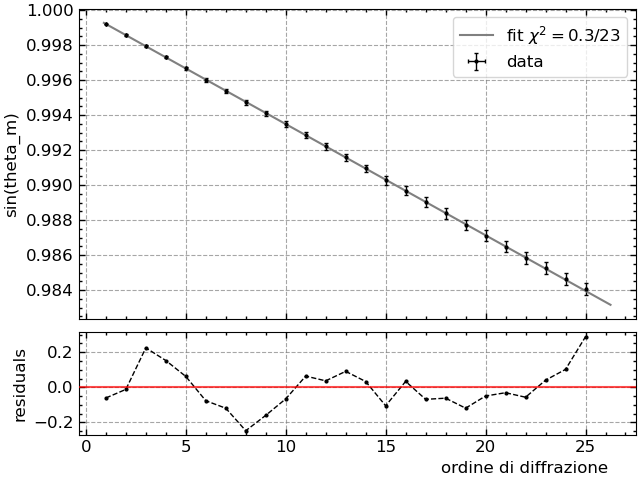 1.000
0.998
0.996
0.994
0.992
0.990
0.988
0.986
0.984
sin(theta_m)
fit χ² = 0.3/23
data
0.2
0.0
−0.2
residuals
0 5 10 15 20 25
ordine di diffrazione